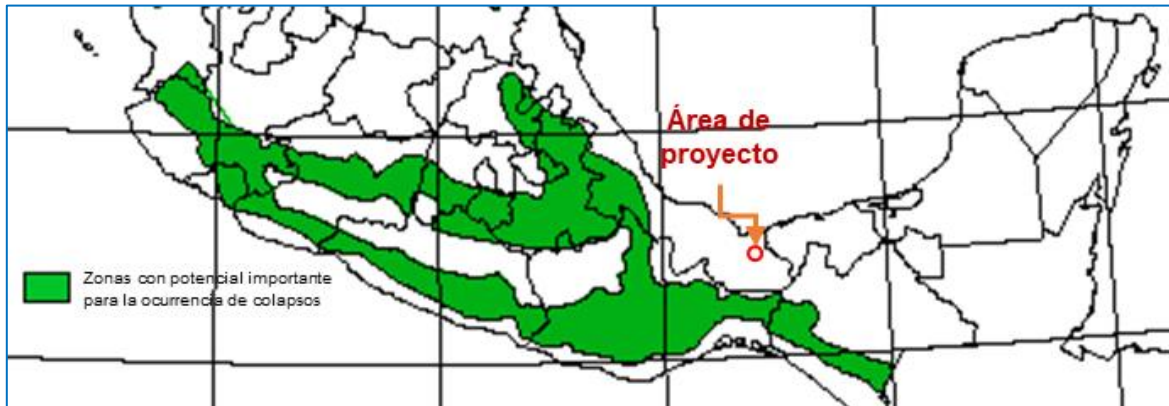 Área de
proyecto
Zonas con potencial importante
para la ocurrencia de colapsos